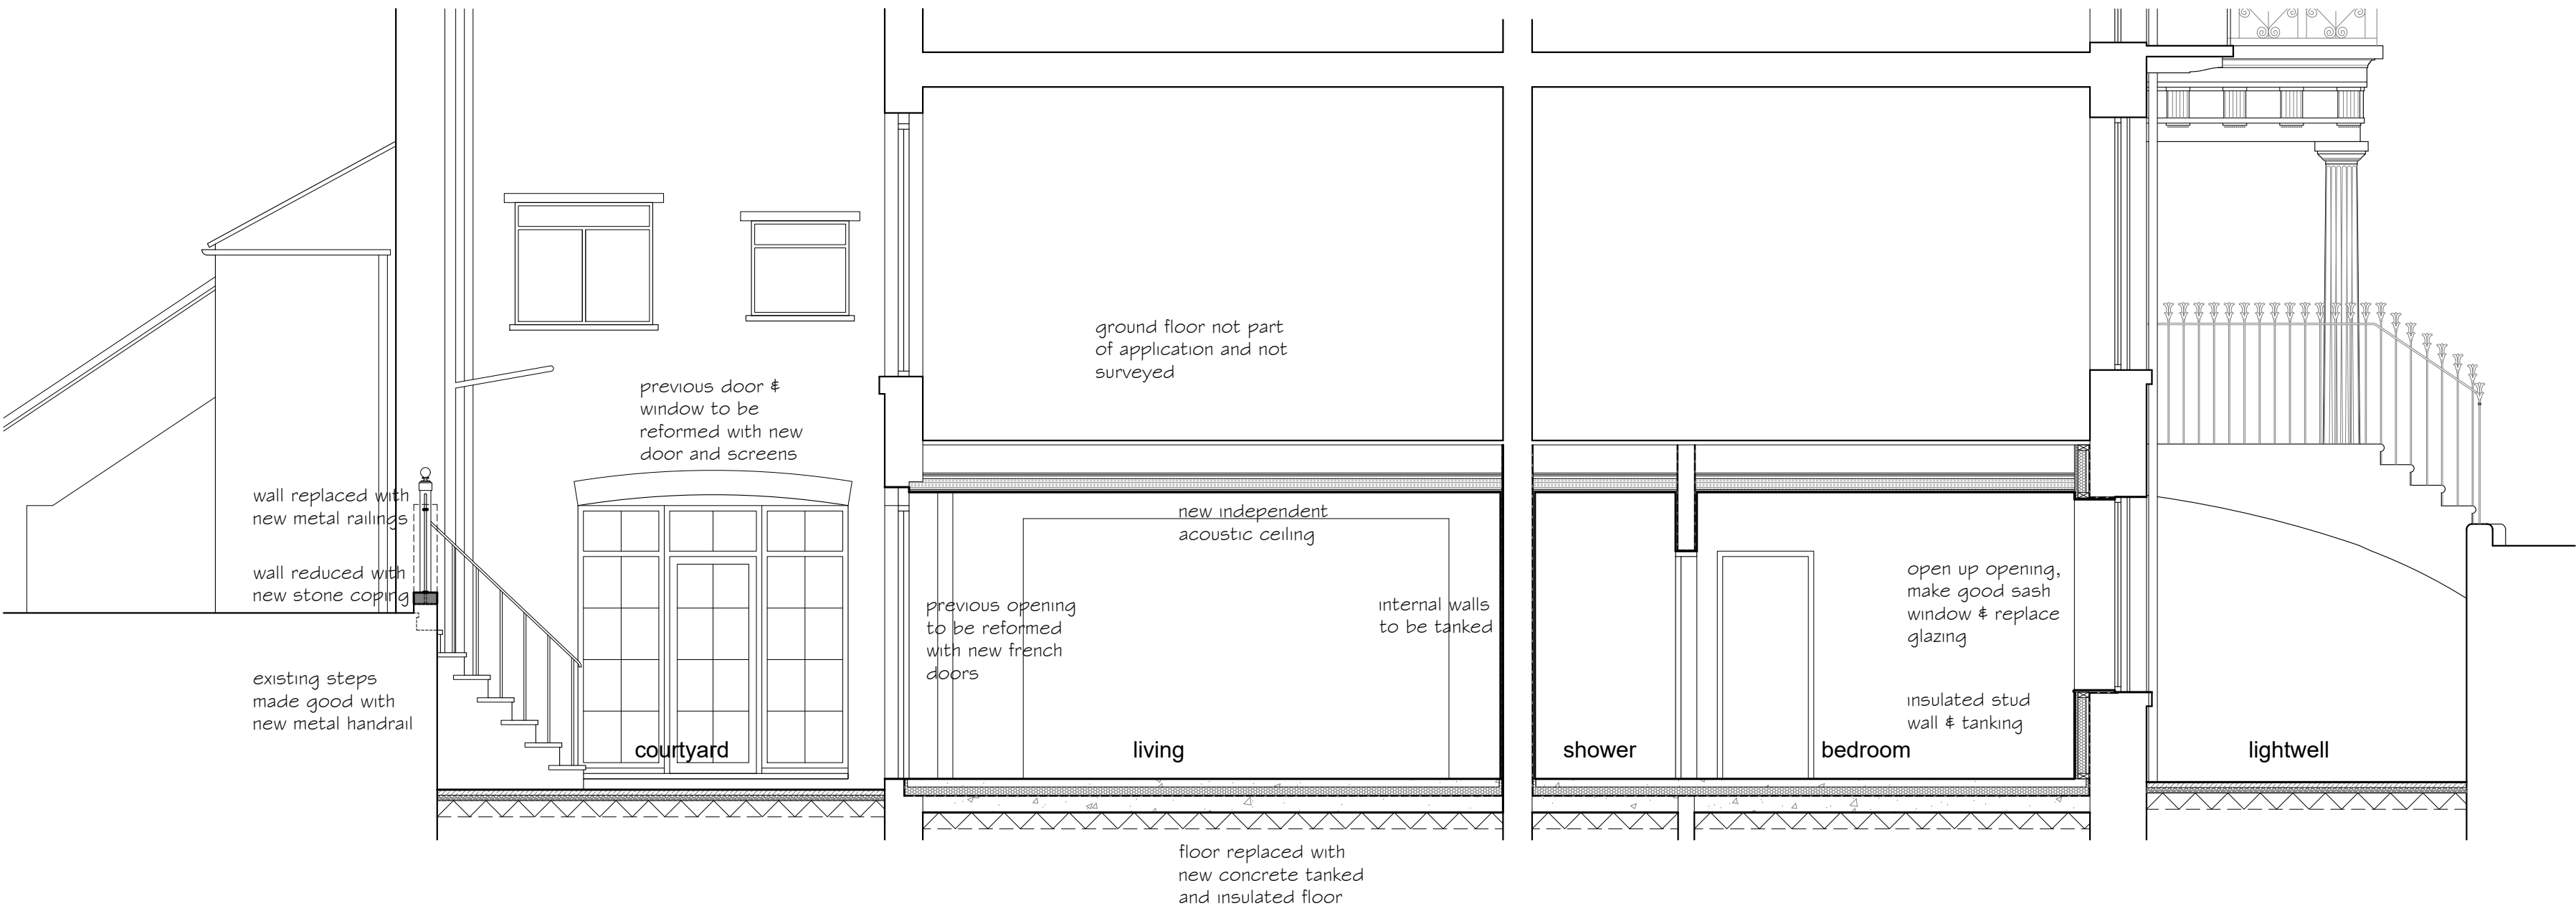 ground floor not part
of application and not
surveyed
previous door &
window to be
reformed with new
door and screens
wall replaced with
new metal railings
new independent
acoustic ceiling
wall reduced with
new stone coping
open up opening,
make good sash
window & replace
glazing
previous opening
to be reformed
with new french
doors
internal walls
to be tanked
existing steps
made good with
new metal handrail
insulated stud
wall & tanking
courtyard
living
shower
bedroom
lightwell
floor replaced with
new concrete tanked
and insulated floor